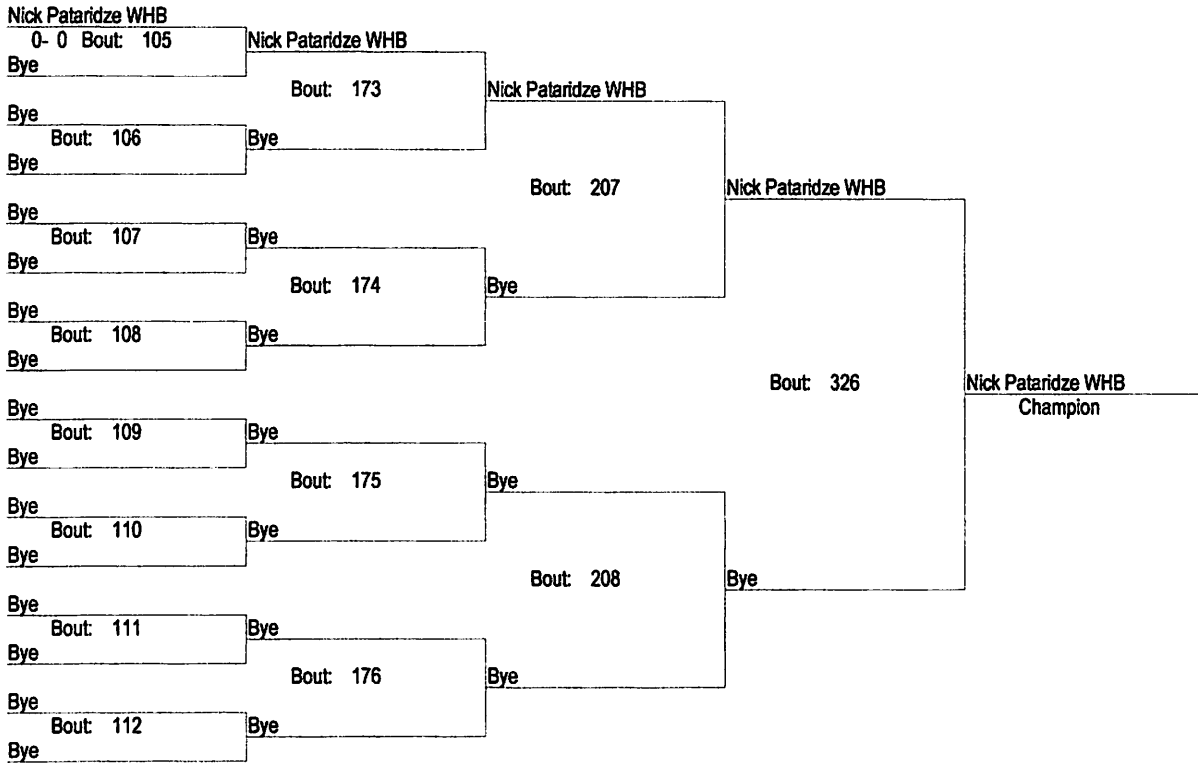 Nick Pataridze WHB
0- 0 Bout: 105
Bye
Bye
Bout: 106
Bye
Bye
Bout: 107
Bye
Bye
Bout: 108
Bye
Bye
Bout: 109
Bye
Bye
Bout: 110
Bye
Bye
Bout: 111
Bye
Bye
Bout: 112
Bye
Nick Pataridze WHB
Bout: 173
Bye
Bye
Bout: 174
Bye
Bye
Bout: 175
Bye
Bye
Bout: 176
Bye
Nick Pataridze WHB
Bout: 207
Bye
Bye
Bout: 208
Bye
Nick Pataridze WHB
Bout: 326
Bye
Nick Pataridze WHB
Champion